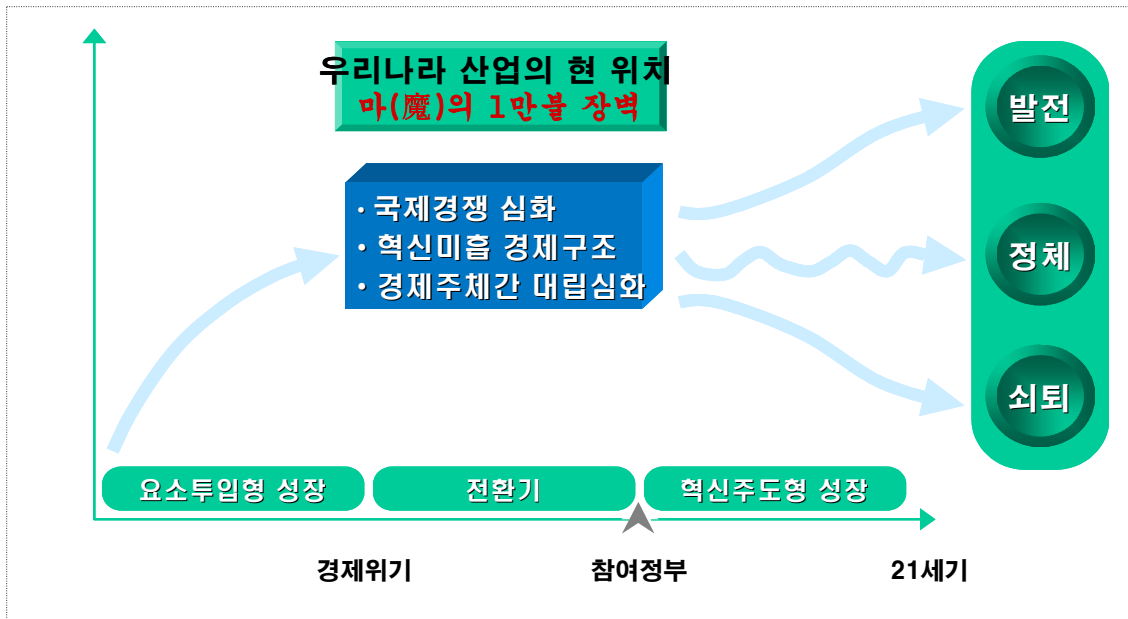 우리나라 산업의 현 위치
마(魔)의 1만불 장벽
· 국제경쟁 심화
· 혁신미흡 경제구조
· 경제주체간 대립심화
발전
정체
쇠퇴
요소투입형 성장
전환기
혁신주도형 성장
경제위기
참여정부
21세기